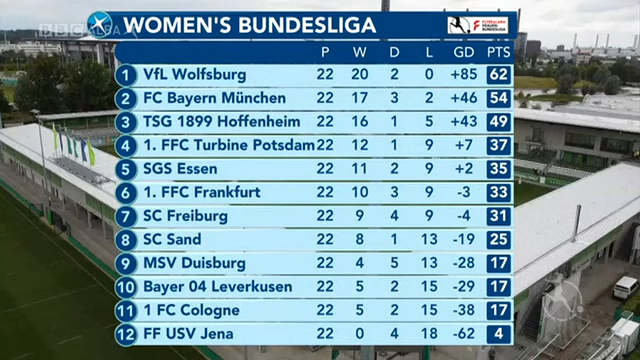 BBC ALBA
WOMEN'S BUNDESLIGA
P W D L GD PTS
1 VfL Wolfsburg 22 20 2 0 +85 62
2 FC Bayern München 22 17 3 2 +46 54
3 TSG 1899 Hoffenheim 22 16 1 5 +43 49
4 1. FFC Turbine Potsdam 22 12 1 9 +7 37
5 SGS Essen 22 11 2 9 +2 35
6 1. FFC Frankfurt 22 10 3 9 -3 33
7 SC Freiburg 22 9 4 9 -4 31
8 SC Sand 22 8 1 13 -19 25
9 MSV Duisburg 22 4 5 13 -28 17
10 Bayer 04 Leverkusen 22 5 2 15 -29 17
11 1 FC Cologne 22 5 2 15 -38 17
12 FF USV Jena 22 0 4 18 -62 4